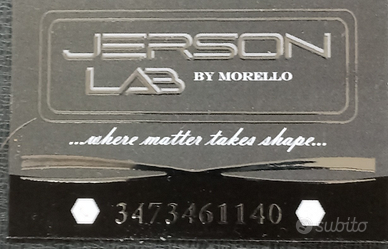 JERSON
LAB BY MORELLO
...where matter takes shape...
3473461140
subito